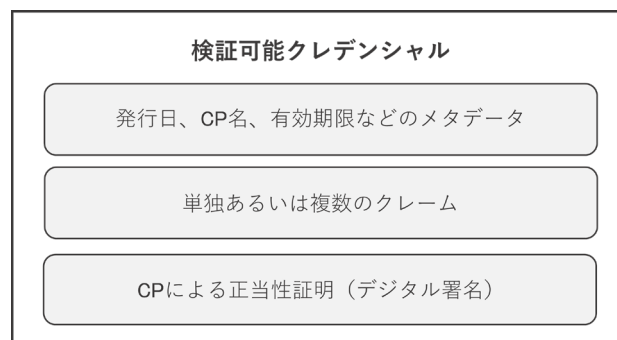 検証可能クレデンシャル
発行日、CP名、有効期限などのメタデータ
単独あるいは複数のクレーム
CPによる正当性証明（デジタル署名）